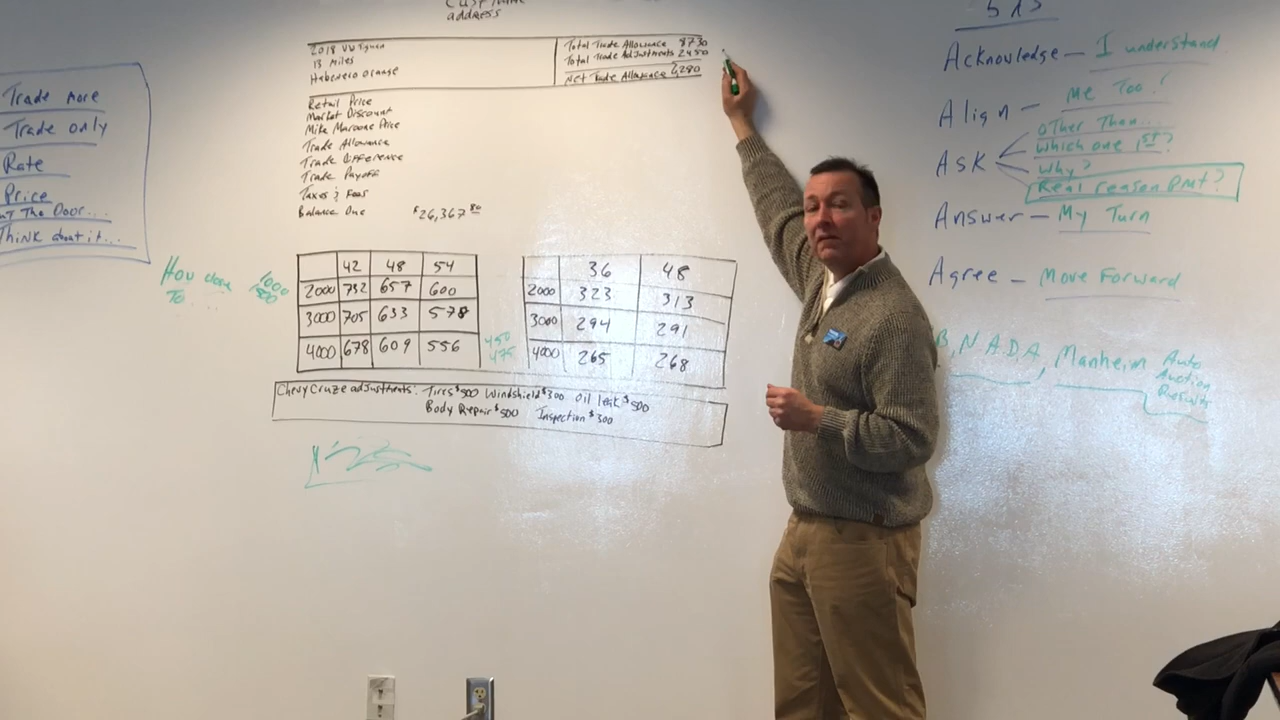 address
2018 VW Tiguan
13 Miles
Habenero Orange
Total Trade Allowance 8730
Total Trade Adjustments 2450
Net Trade Allowance 6,280
Retail Price
Market Discount
Mike Maroone Price
Trade Allowance
Trade Difference
Trade Payoff
Taxes & Fees
Balance Due $26,367 80
Trade more
Trade only
Rate
Price
The Door...
Think about it...
How close
To
42 48 54
2000 732 657 600
3000 705 633 578
4000 678 609 556
450
475
36 48
2000 323 313
3000 294 291
4000 265 268
Chevy Cruze adjustments: Tires $500 Windshield $300 Oil leak $500
Body Repair $500 Inspection $300
5 A's
Acknowledge - I understand
Align - Me Too!
Ask
Other Than...
Which one 1st?
Why?
Real reason Pmt?
Answer - My Turn
Agree - Move Forward
B, N.A.D.A, Manheim Auto
Auction
Results